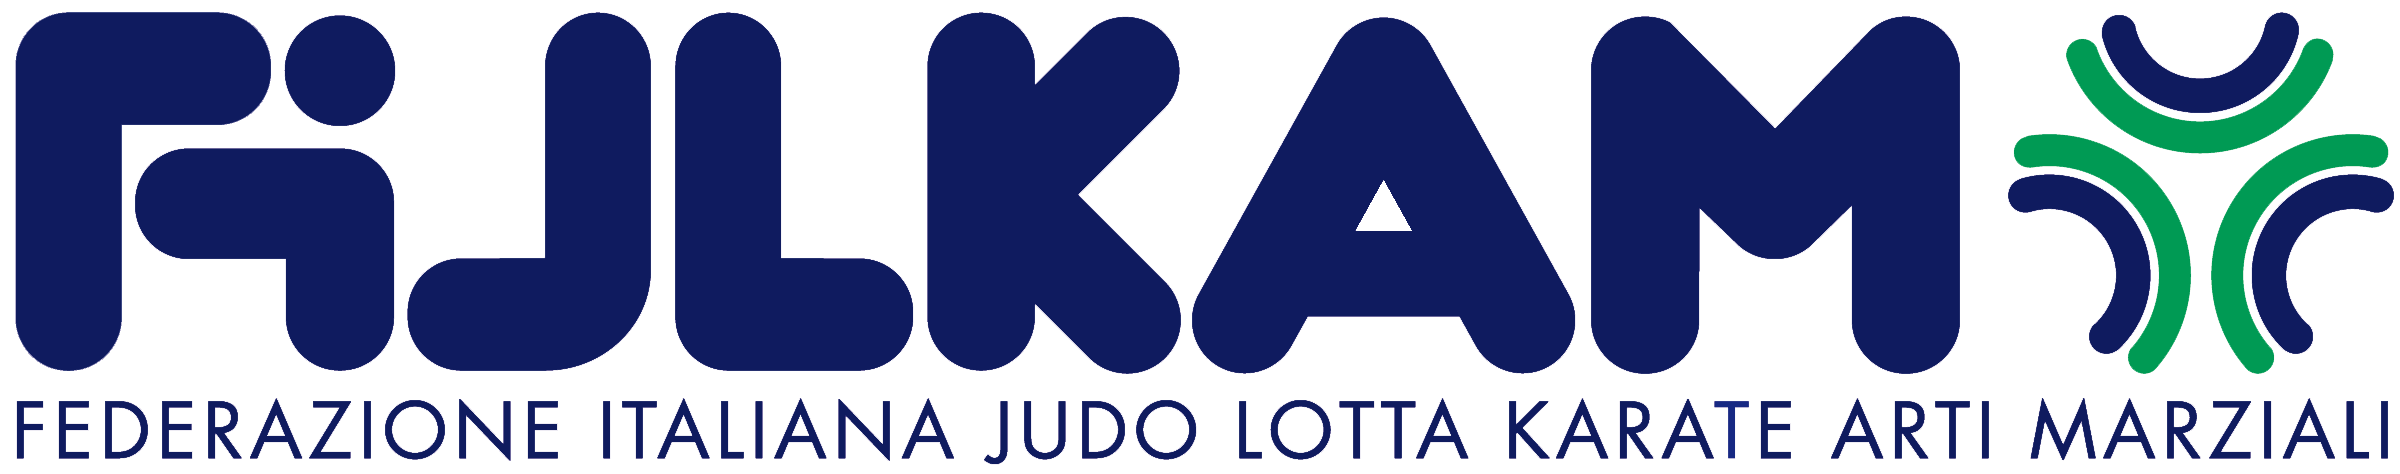 FiJLKAM
FEDERAZIONE ITALIANA JUDO LOTTA KARATE ARTI MARZIALI